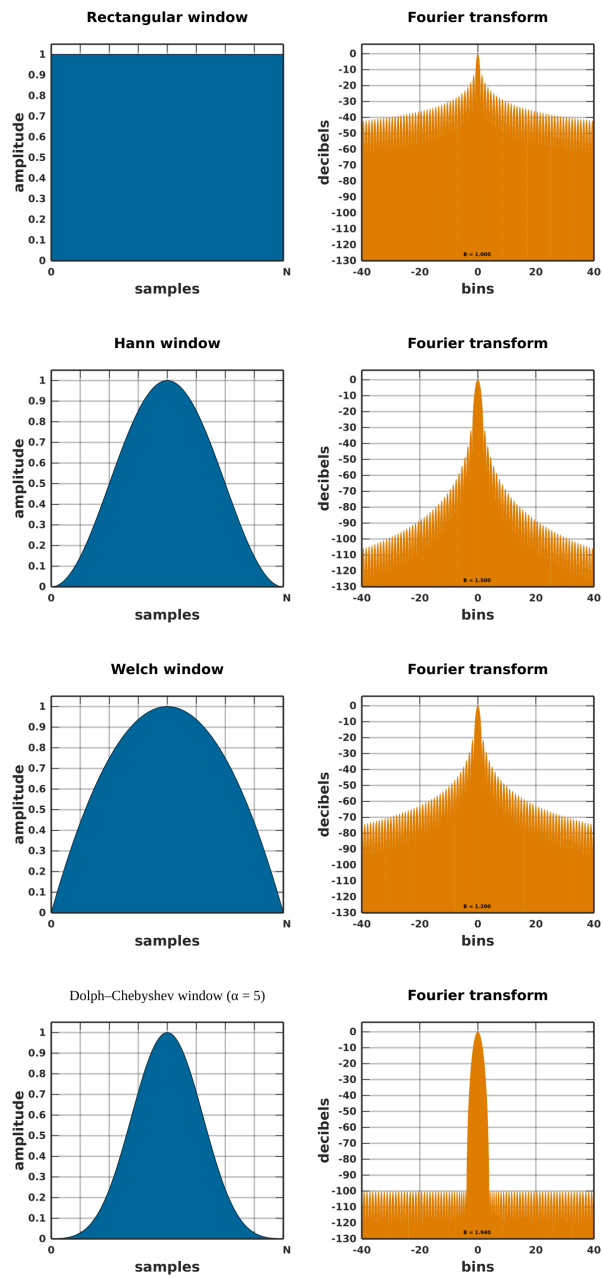 Rectangular window
Fourier transform
amplitude
1
0.9
0.8
0.7
0.6
0.5
0.4
0.3
0.2
0.1
0
0 N
samples
decibels
0
-10
-20
-30
-40
-50
-60
-70
-80
-90
-100
-110
-120
-130
B = 1.000
-40 -20 0 20 40
bins
Hann window
Fourier transform
amplitude
1
0.9
0.8
0.7
0.6
0.5
0.4
0.3
0.2
0.1
0
0 N
samples
decibels
0
-10
-20
-30
-40
-50
-60
-70
-80
-90
-100
-110
-120
-130
B = 1.500
-40 -20 0 20 40
bins
Welch window
Fourier transform
amplitude
1
0.9
0.8
0.7
0.6
0.5
0.4
0.3
0.2
0.1
0
0 N
samples
decibels
0
-10
-20
-30
-40
-50
-60
-70
-80
-90
-100
-110
-120
-130
B = 1.200
-40 -20 0 20 40
bins
Dolph–Chebyshev window (α = 5)
Fourier transform
amplitude
1
0.9
0.8
0.7
0.6
0.5
0.4
0.3
0.2
0.1
0
0 N
samples
decibels
0
-10
-20
-30
-40
-50
-60
-70
-80
-90
-100
-110
-120
-130
B = 1.940
-40 -20 0 20 40
bins